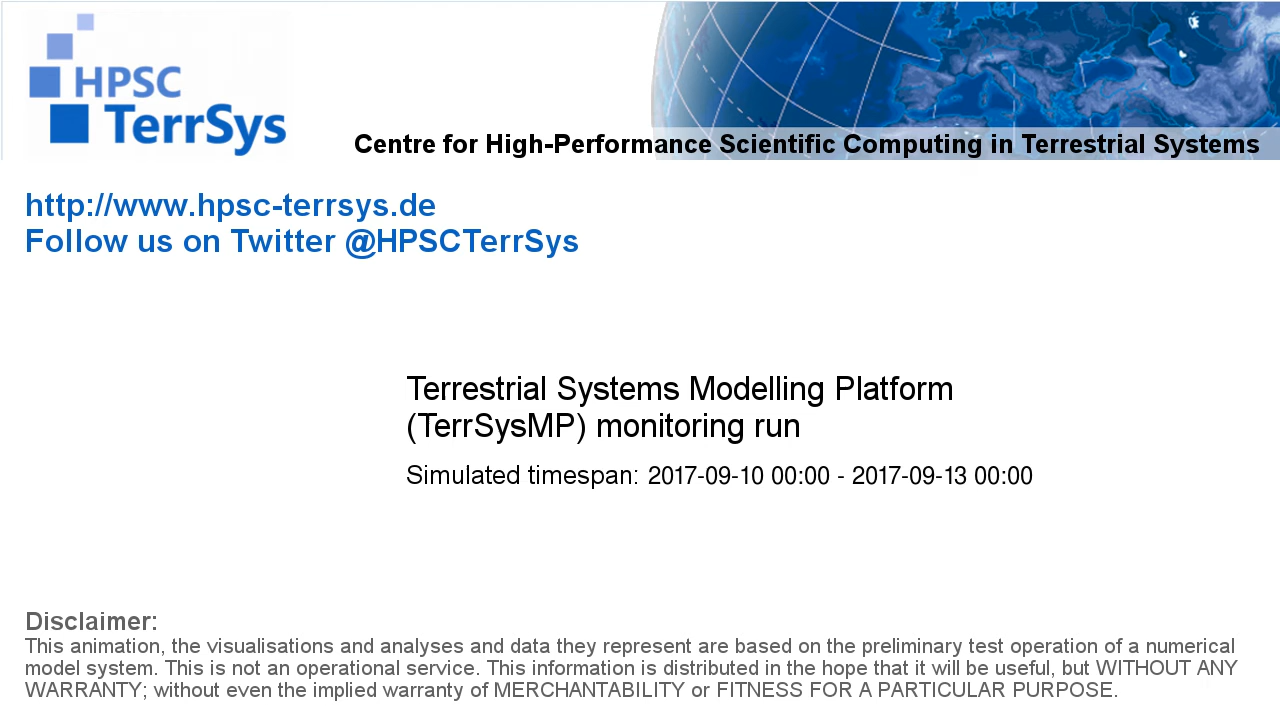 HPSC
TerrSys
Centre for High-Performance Scientific Computing in Terrestrial Systems
http://www.hpsc-terrsys.de
Follow us on Twitter @HPSCTerrSys
Terrestrial Systems Modelling Platform
(TerrSysMP) monitoring run
Simulated timespan: 2017-09-10 00:00 - 2017-09-13 00:00
Disclaimer:
This animation, the visualisations and analyses and data they represent are based on the preliminary test operation of a numerical
model system. This is not an operational service. This information is distributed in the hope that it will be useful, but WITHOUT ANY
WARRANTY; without even the implied warranty of MERCHANTABILITY or FITNESS FOR A PARTICULAR PURPOSE.